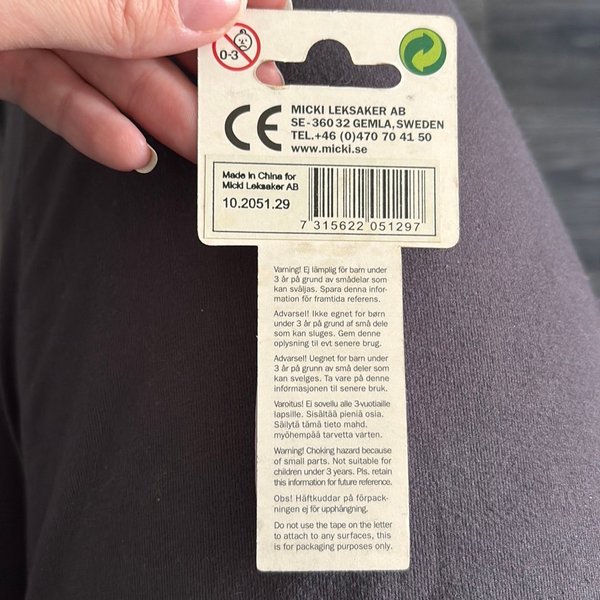 0-3
CE
MICKI LEKSAKER AB
SE-360 32 GEMLA, SWEDEN
TEL.+46 (0)470 70 41 50
www.micki.se
Made in China for
Micki Leksaker AB
10.2051.29
7 315622 051297
Varning! Ej lämplig för barn under
3 år på grund av smådelar som
kan sväljas. Spara denna infor-
mation för framtida referens.
Advarsel! Ikke egnet for børn
under 3 år på grund af små dele
som kan sluges. Gem denne
oplysning til evt senere brug.
Advarsel! Uegnet for barn under
3 år på grunn av små deler som
kan svelges. Ta vare på denne
informasjonen til senere bruk.
Varoitus! Ei sovellu alle 3-vuotiaille
lapsille. Sisältää pieniä osia.
Säilytä tämä tieto mahd.
myöhempää tarvetta varten.
Warning! Choking hazard because
of small parts. Not suitable for
children under 3 years. Pls. retain
this information for future reference.
Obs! Häftkuddar på förpack-
ningen ej för upphängning.
Do not use the tape on the letter
to attach to any surfaces, this
is for packaging purposes only.